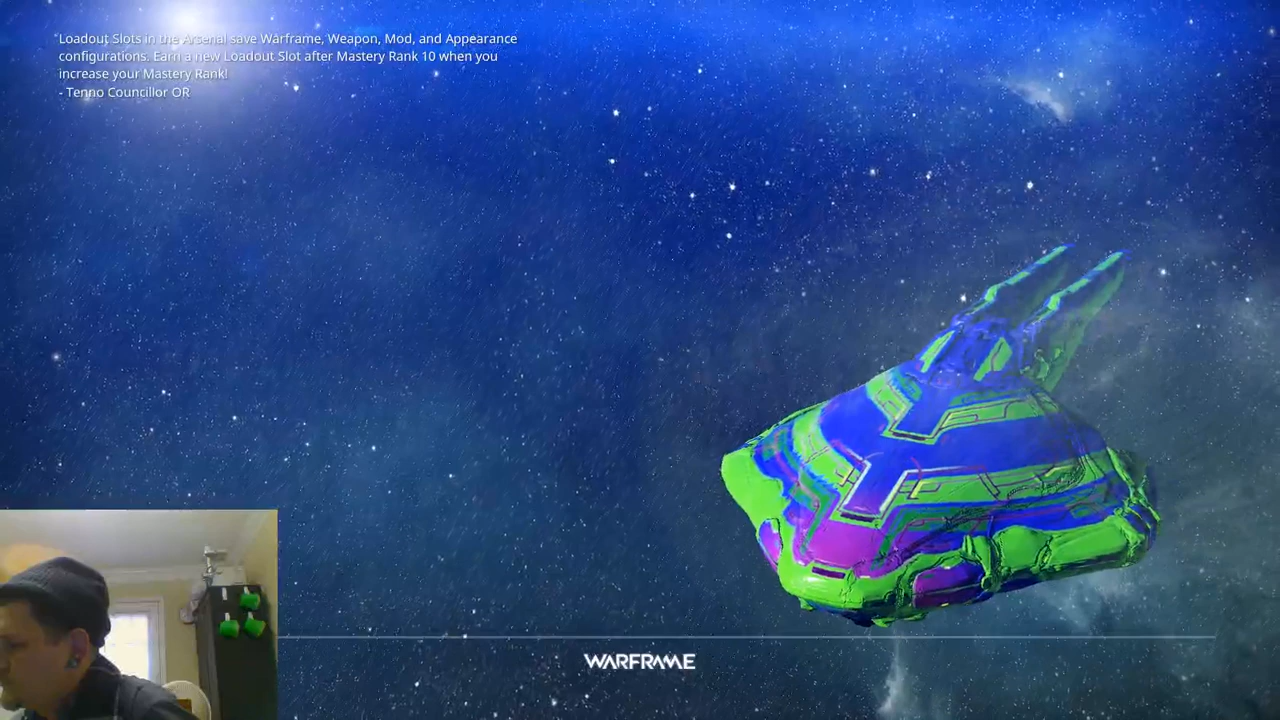 Loadout Slots in the Arsenal save Warframe, Weapon, Mod, and Appearance
configurations. Earn a new Loadout Slot after Mastery Rank 10 when you
increase your Mastery Rank!
- Tenno Councillor OR
WARFRAME